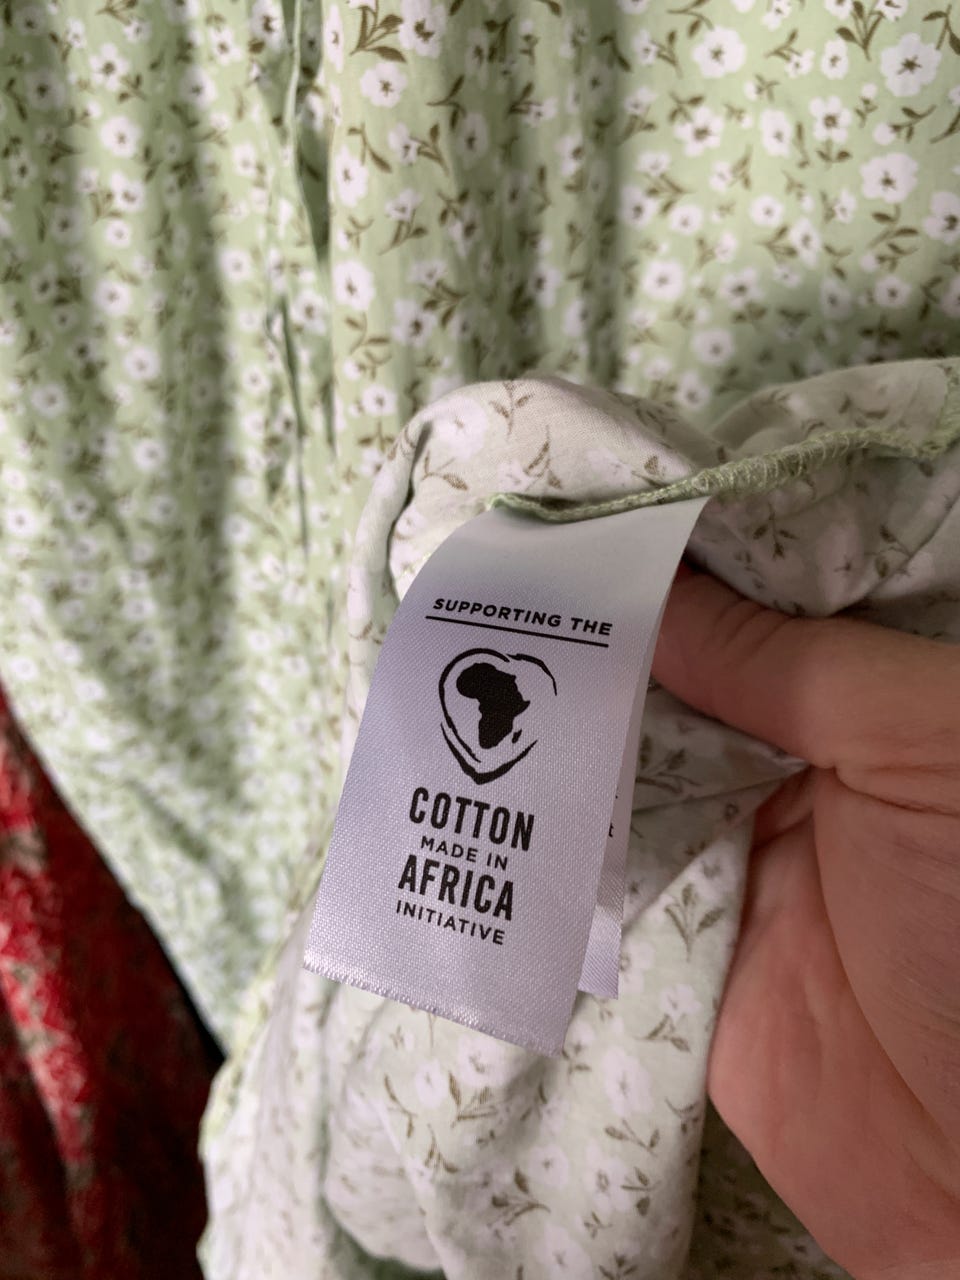 SUPPORTING THE
COTTON
MADE IN
AFRICA
INITIATIVE